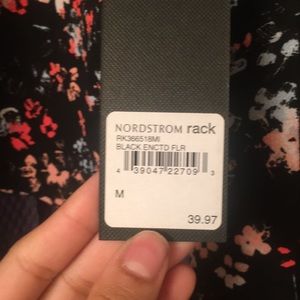 NORDSTROM rack
RK366518MI
4 39047 22709 3
BLACK ENCTD FLR
M
39.97